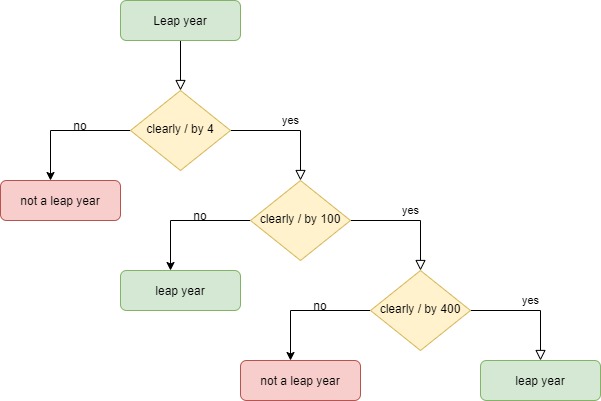 Leap year
clearly / by 4
no
yes
not a leap year
clearly / by 100
no
yes
leap year
clearly / by 400
no
yes
not a leap year
leap year